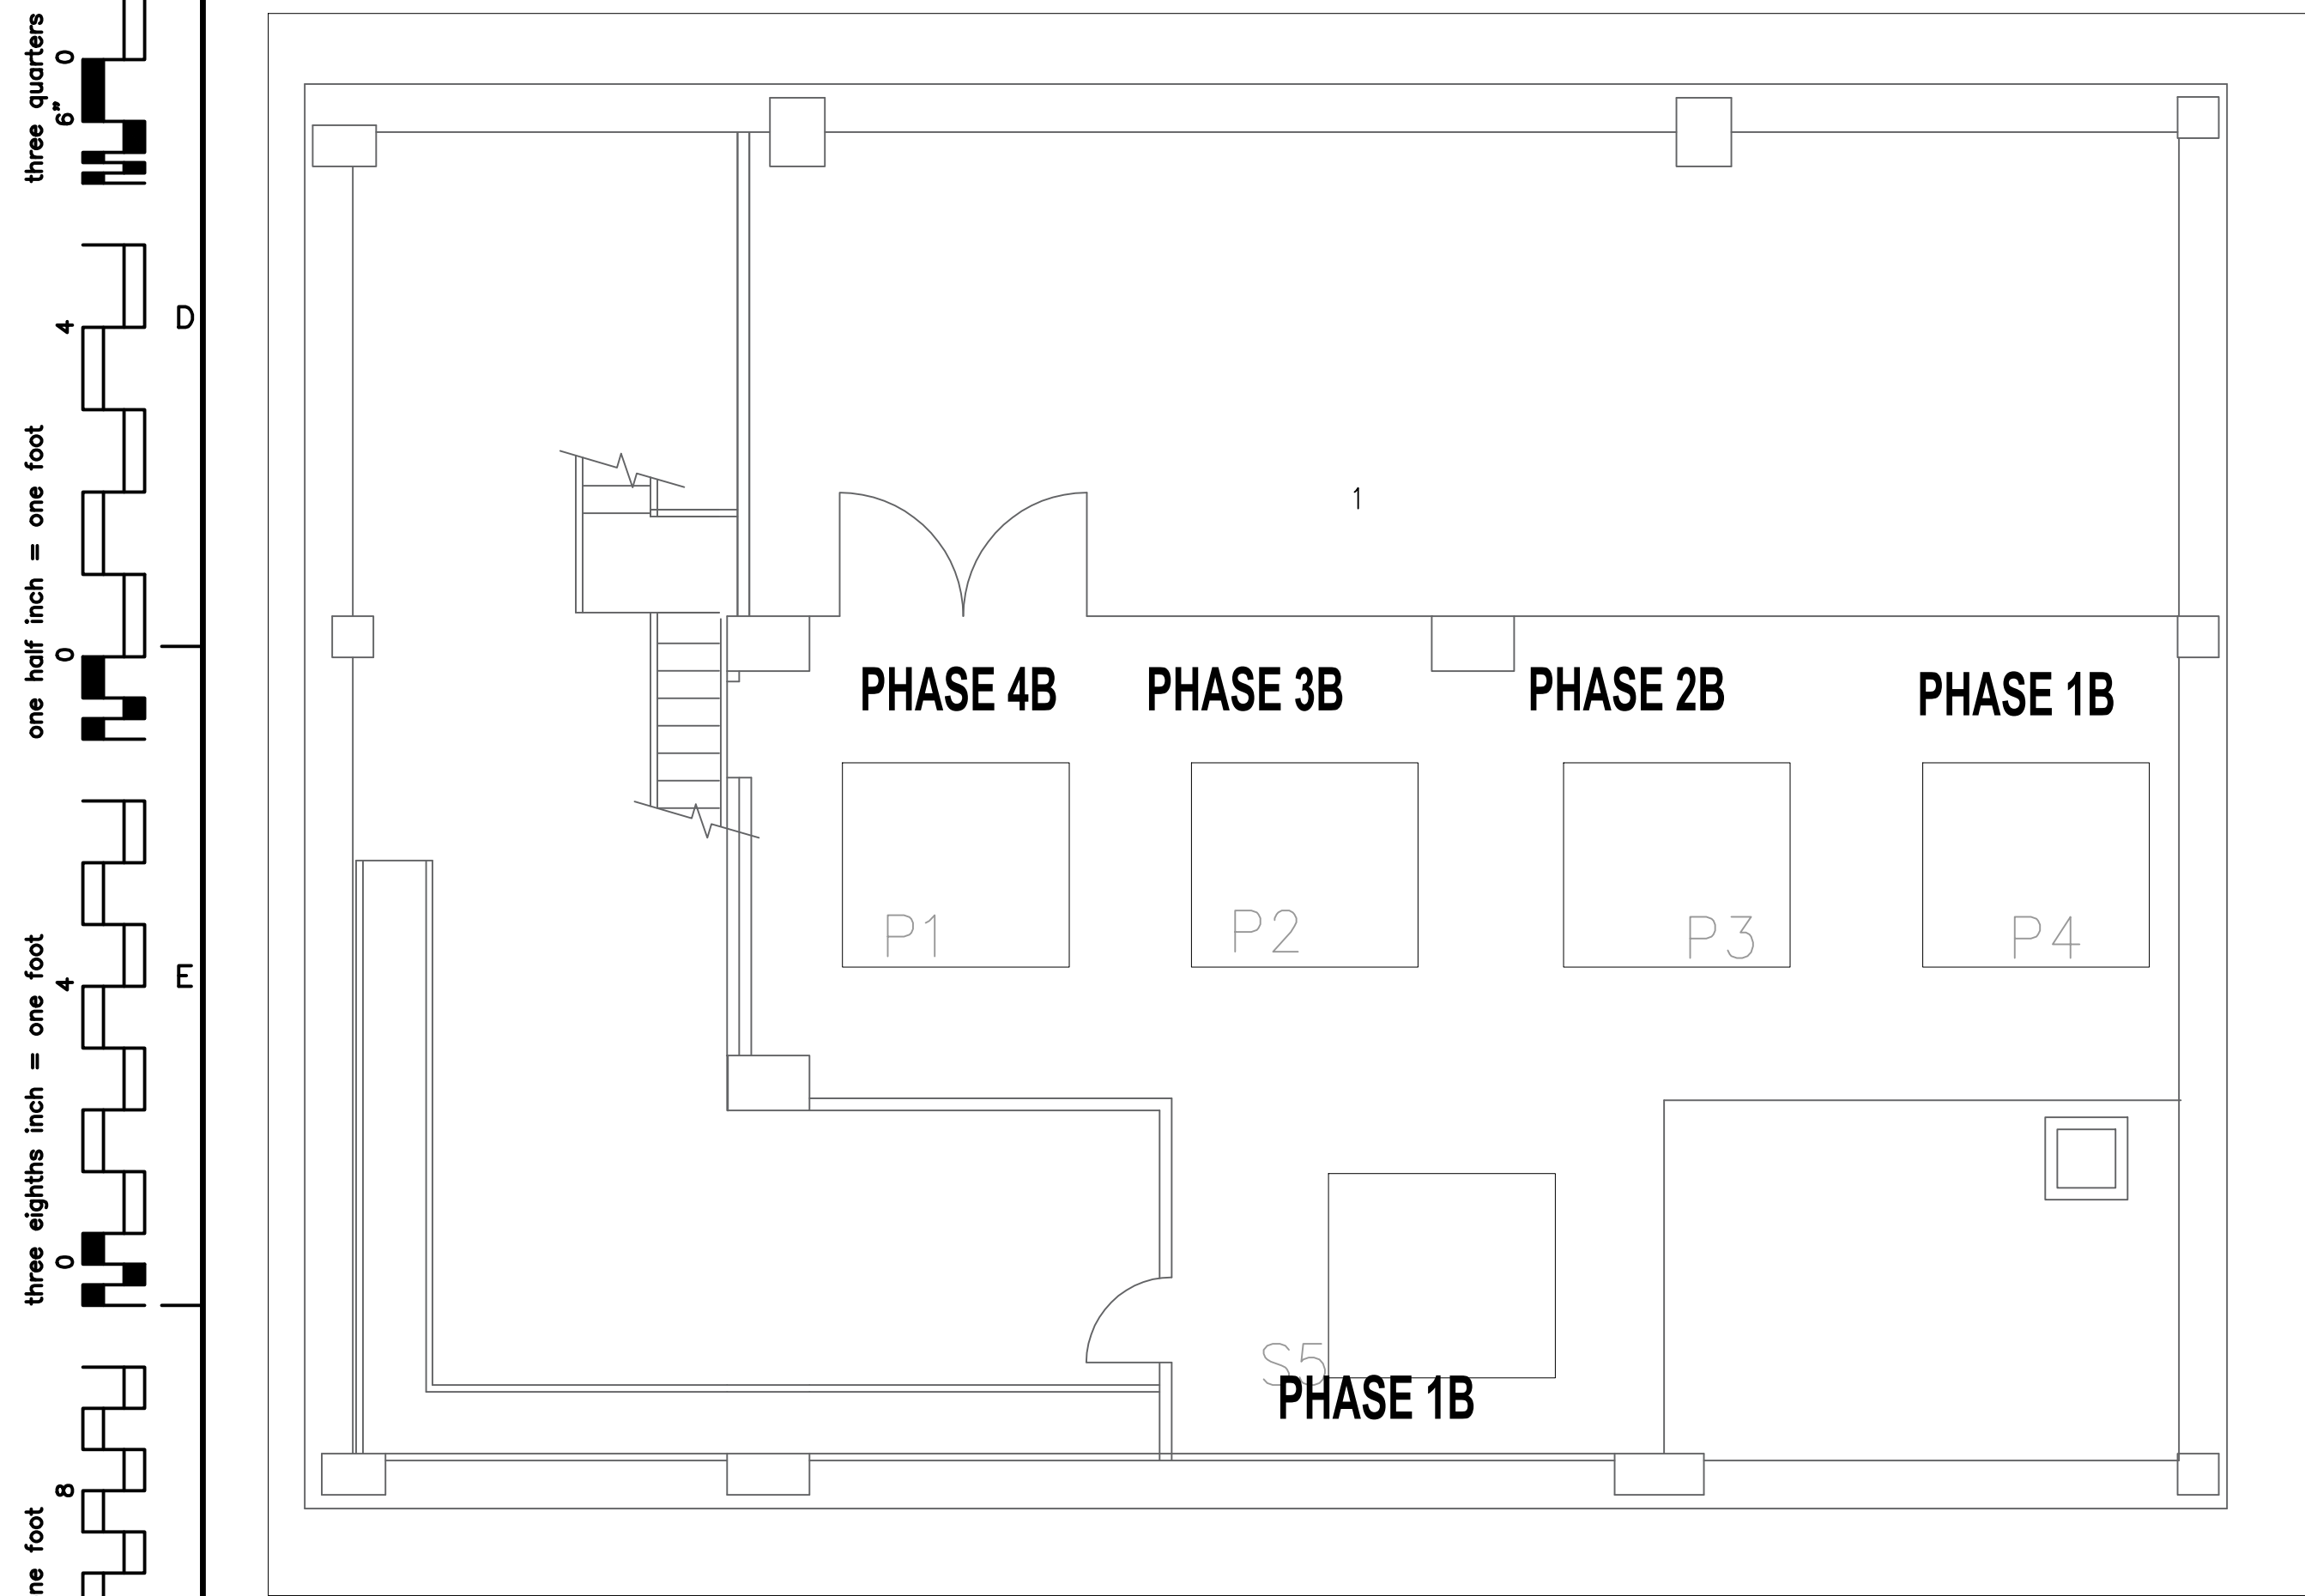 three quarters
0
6"
4
one half inch = one foot
0
4
three eighths inch = one foot
0
8
ne foot
D
E
1
PHASE 4B
PHASE 3B
PHASE 2B
PHASE 1B
P1
P2
P3
P4
S5
PHASE 1B